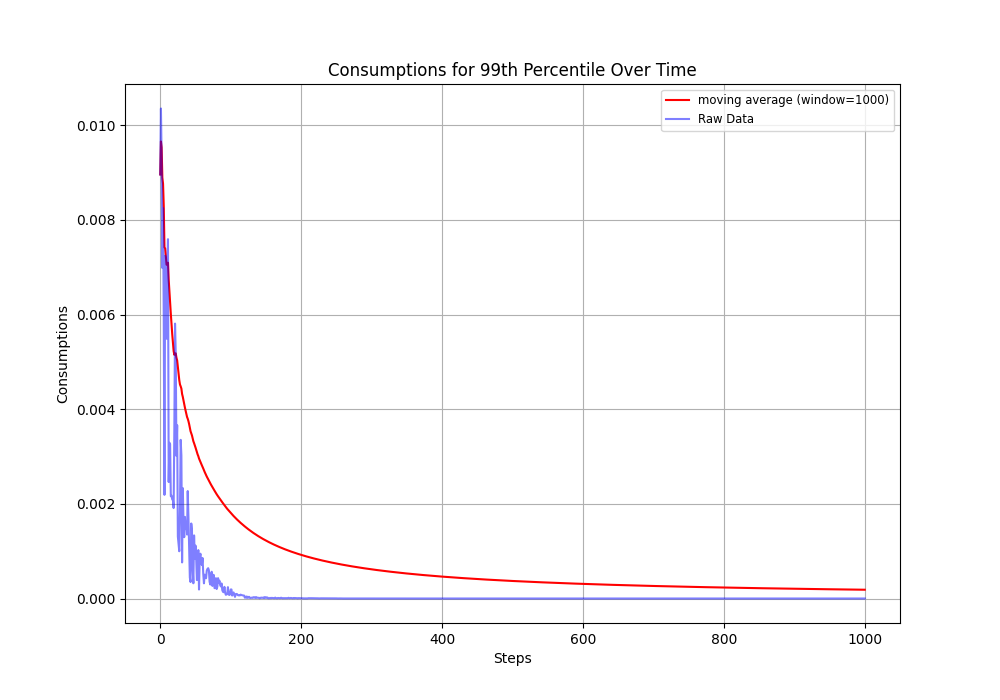 Consumptions for 99th Percentile Over Time
moving average (window=1000)
Raw Data
0.010
0.008
0.006
0.004
0.002
0.000
Consumptions
0 200 400 600 800 1000
Steps